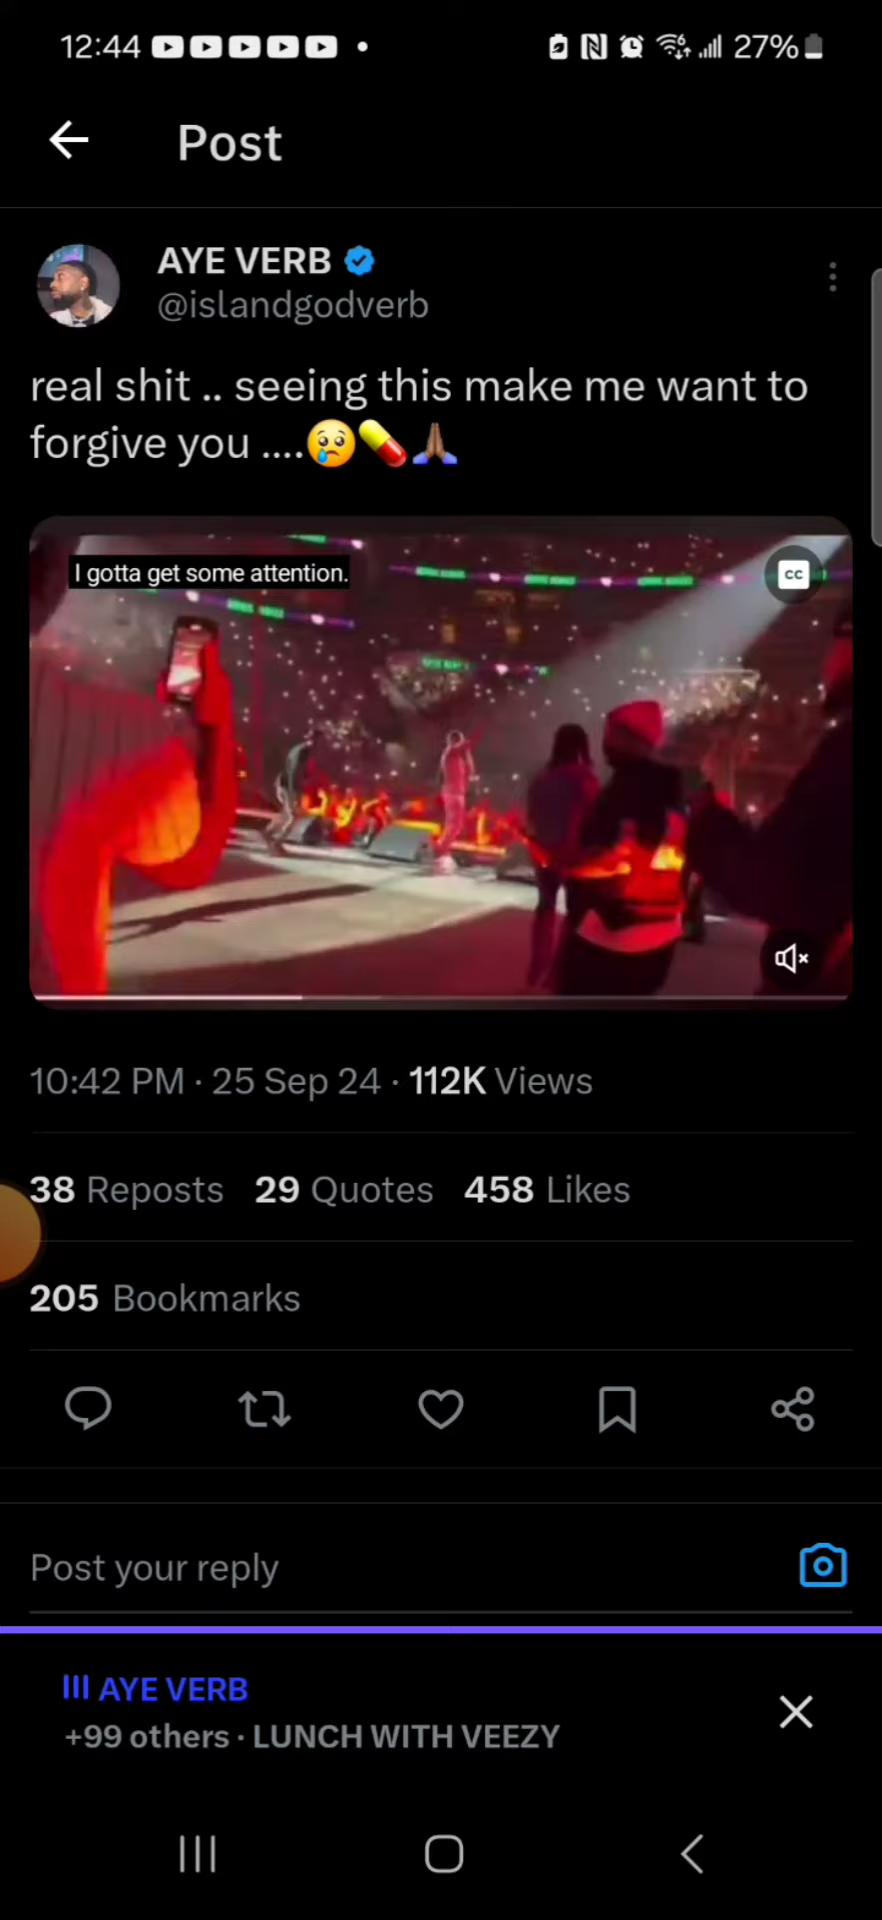 12:44 27%
Post
AYE VERB
@islandgodverb
real shit .. seeing this make me want to
forgive you ....😢💊🙏🏾
I gotta get some attention.
CC
10:42 PM · 25 Sep 24 · 112K Views
38 Reposts 29 Quotes 458 Likes
205 Bookmarks
Post your reply
AYE VERB
+99 others · LUNCH WITH VEEZY